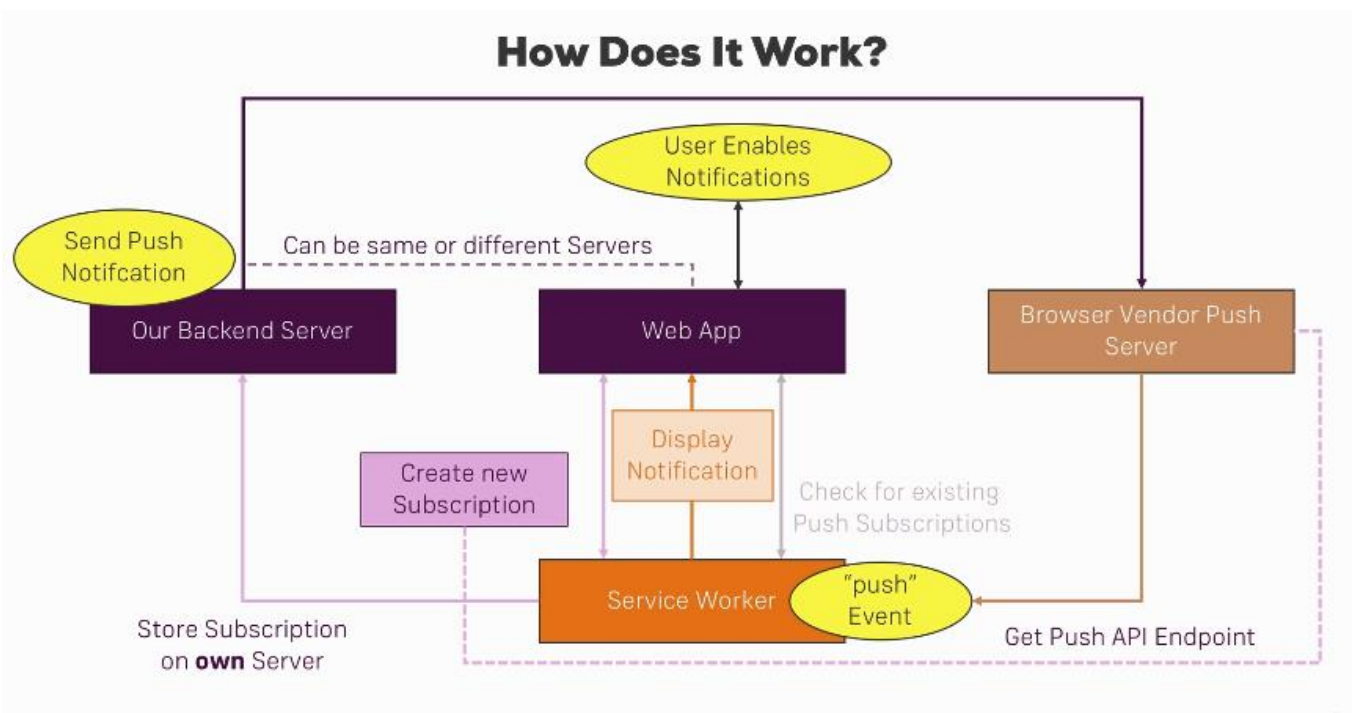 How Does It Work?
User Enables
Notifications
Send Push
Notifcation
Can be same or different Servers
Our Backend Server
Web App
Browser Vendor Push
Server
Display
Notification
Create new
Subscription
Check for existing
Push Subscriptions
Service Worker
"push"
Event
Store Subscription
on own Server
Get Push API Endpoint